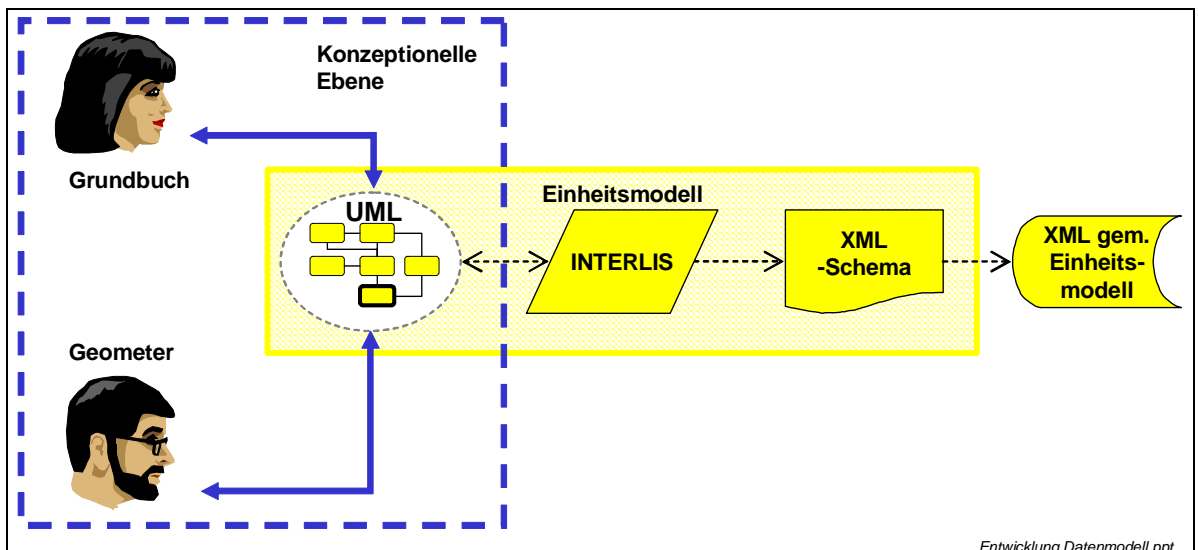 Konzeptionelle
Ebene
Grundbuch
Einheitsmodell
UML
INTERLIS
XML
-Schema
XML gem.
Einheits-
modell
Geometer
Entwicklung Datenmodell.ppt